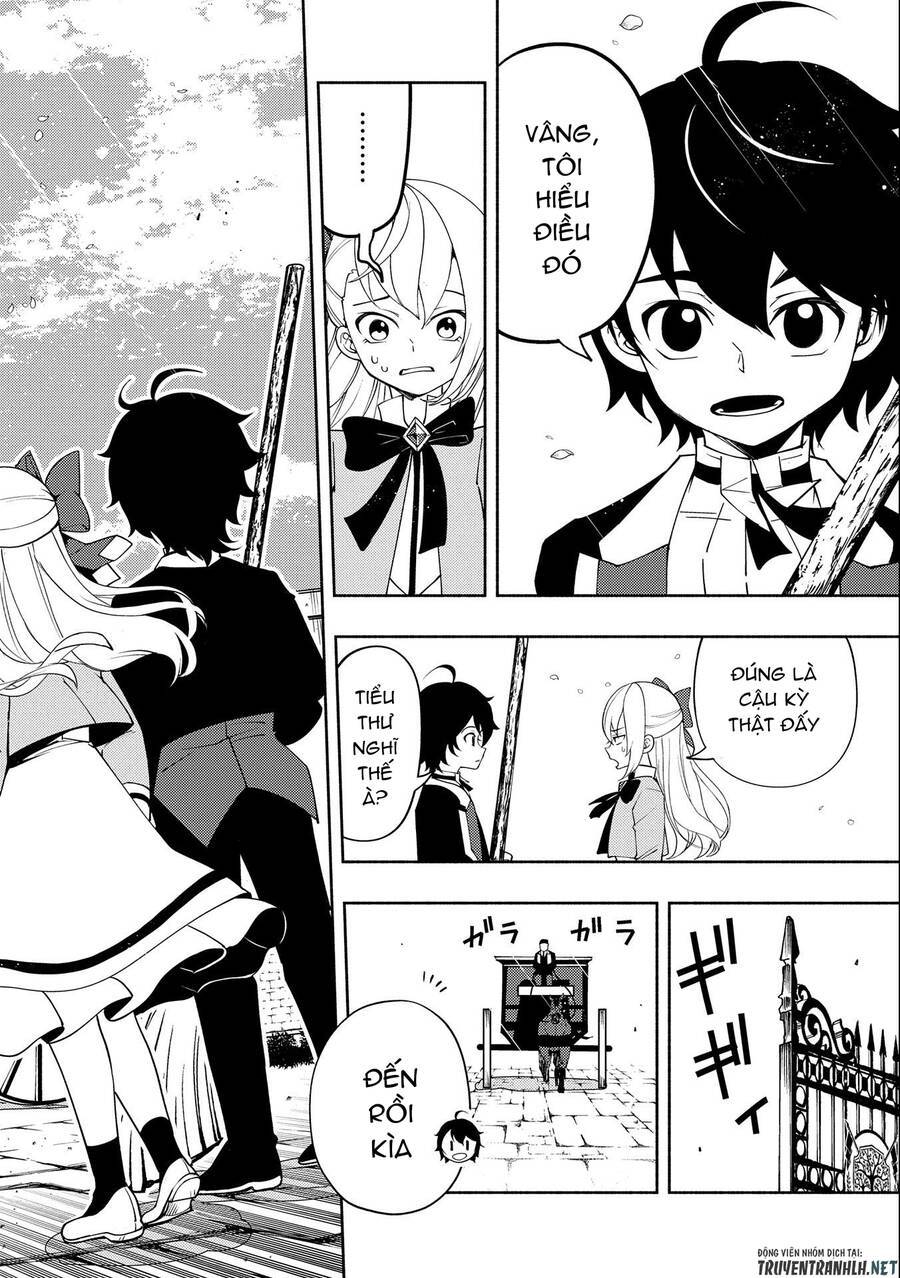 VÂNG,
TÔI
HIỂU
ĐIỀU
ĐÓ
.........
ĐÚNG LÀ
CẬU KỲ
THẬT ĐẤY
TIỂU
THƯ
NGHĨ
THẾ
À?
ギギィ
ガラ
ガラ
ĐẾN
RỒI
KÌA
ĐỘNG VIÊN NHÓM DỊCH TẠI:
TRUYENTRANHLH.NET